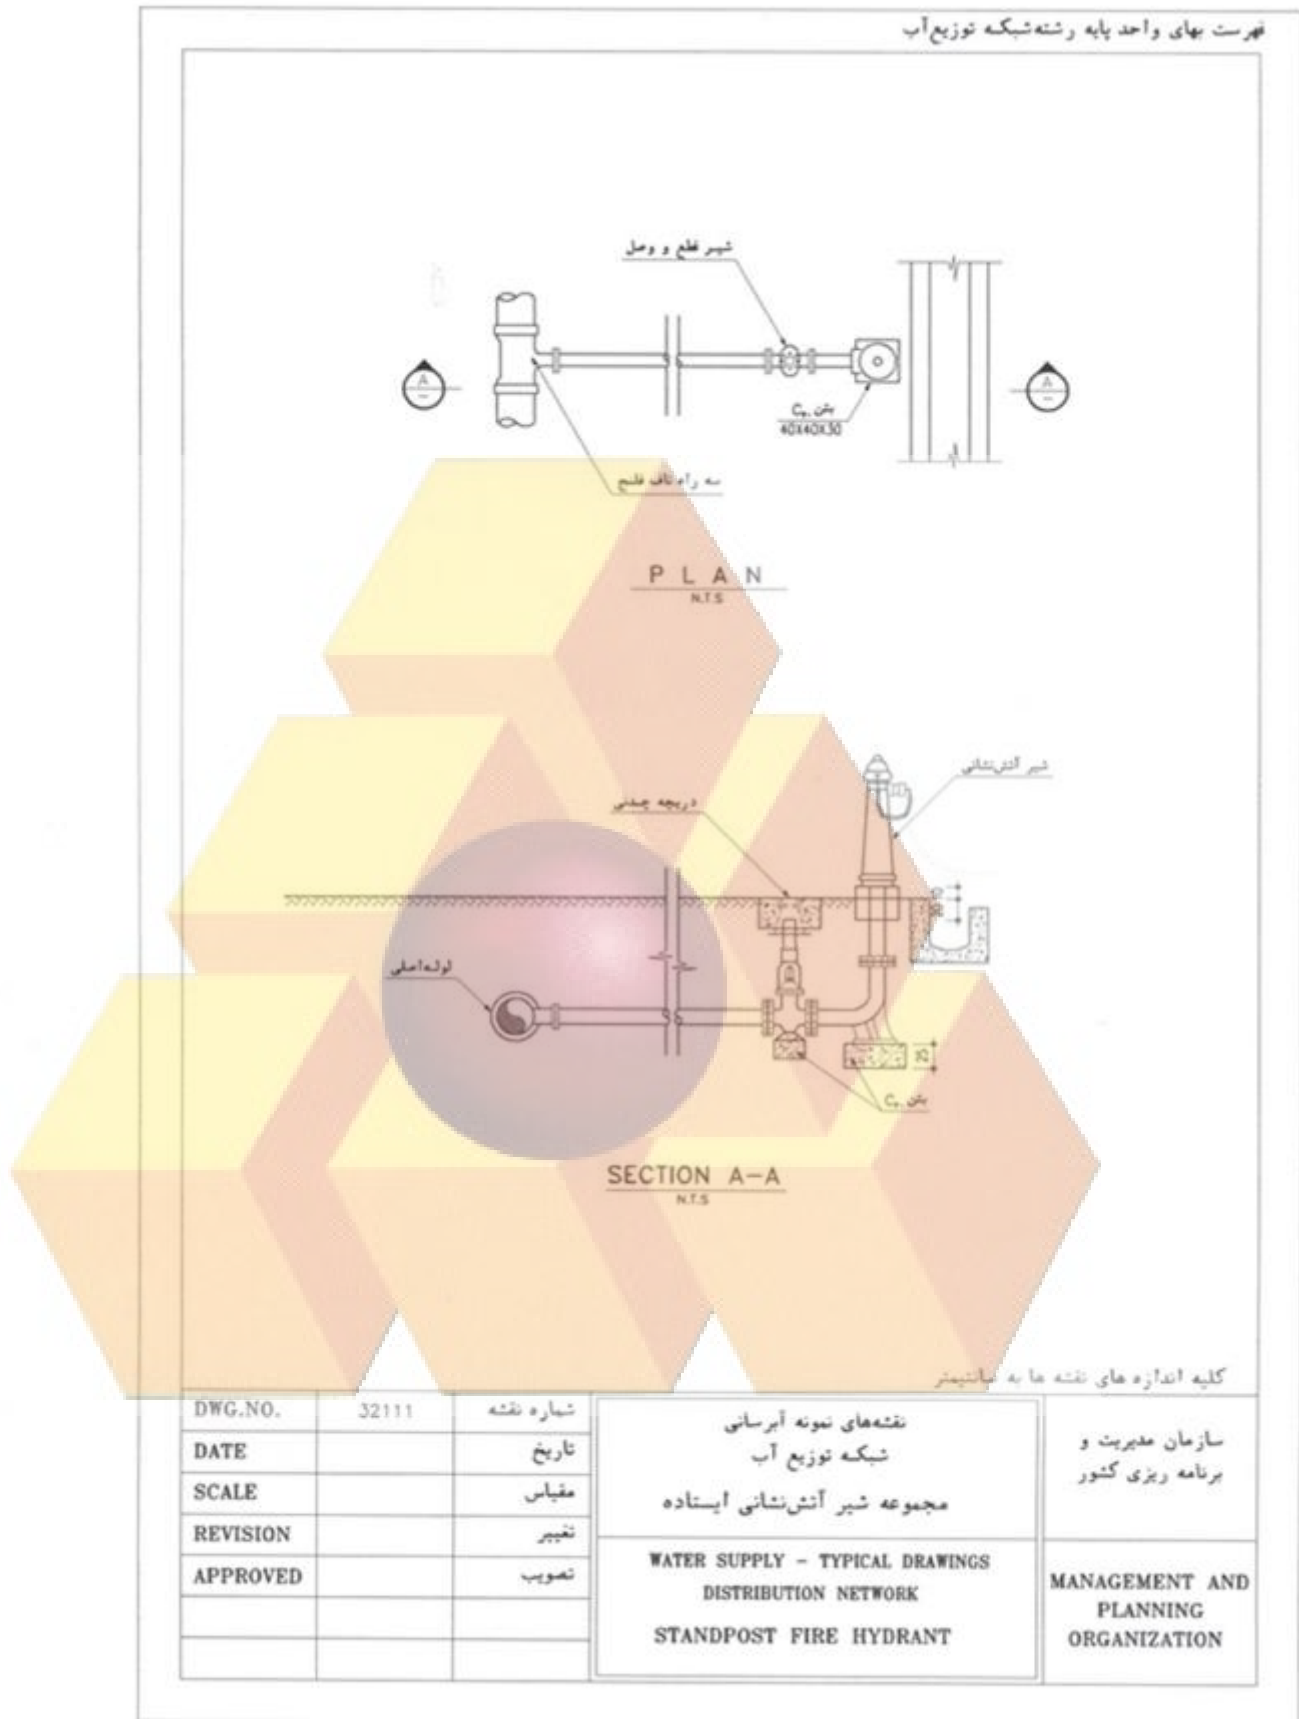 فهرست بهای واحد پایه رشته شبکه توزیع آب
شیر قطع و وصل
A
A
بتن C₂₀
40X40X30
سه راه ناف فلنج
PLAN
N.T.S
شیر آتش‌نشانی
دریچه چدنی
لوله اصلی
25
بتن C₂₀
SECTION A-A
N.T.S
کلیه اندازه های نقشه ها به سانتیمتر
DWG.NO. 32111 شماره نقشه
DATE تاریخ
SCALE مقیاس
REVISION تغییر
APPROVED تصویب
نقشه‌های نمونه آبرسانی
شبکه توزیع آب
مجموعه شیر آتش‌نشانی ایستاده
WATER SUPPLY - TYPICAL DRAWINGS
DISTRIBUTION NETWORK
STANDPOST FIRE HYDRANT
سازمان مدیریت و
برنامه ریزی کشور
MANAGEMENT AND
PLANNING
ORGANIZATION